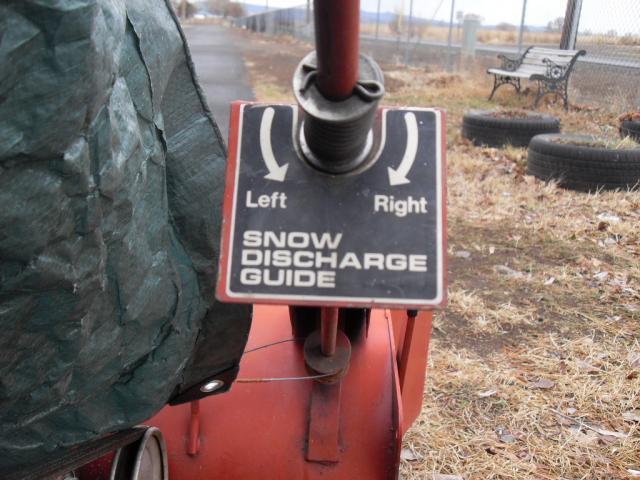 Left Right
SNOW
DISCHARGE
GUIDE